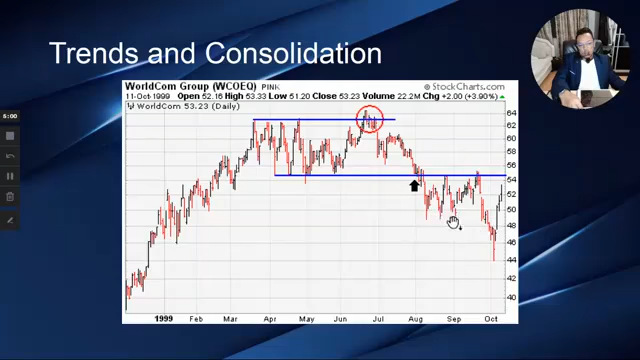 Trends and Consolidation
WorldCom Group (WCOEQ) PINK
© StockCharts.com
11-Oct-1999 Open 52.16 High 53.33 Low 51.20 Close 53.23 Volume 22.2M Chg +2.00 (+3.90%)
WorldCom 53.23 (Daily)
5:00
64
62
60
58
56
54
52
50
48
46
44
42
40
1999 Feb Mar Apr May Jun Jul Aug Sep Oct